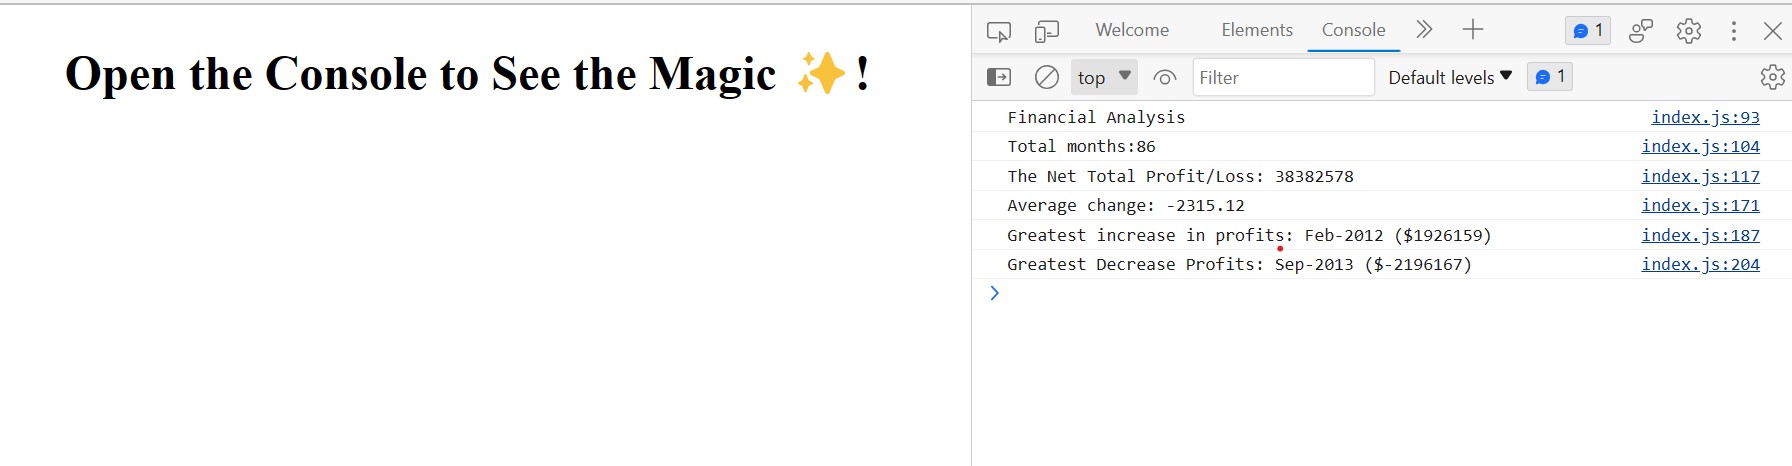 Open the Console to See the Magic ✨!
Welcome Elements Console 1
top Filter Default levels 1
Financial Analysis index.js:93
Total months:86 index.js:104
The Net Total Profit/Loss: 38382578 index.js:117
Average change: -2315.12 index.js:171
Greatest increase in profits: Feb-2012 ($1926159) index.js:187
Greatest Decrease Profits: Sep-2013 ($-2196167) index.js:204